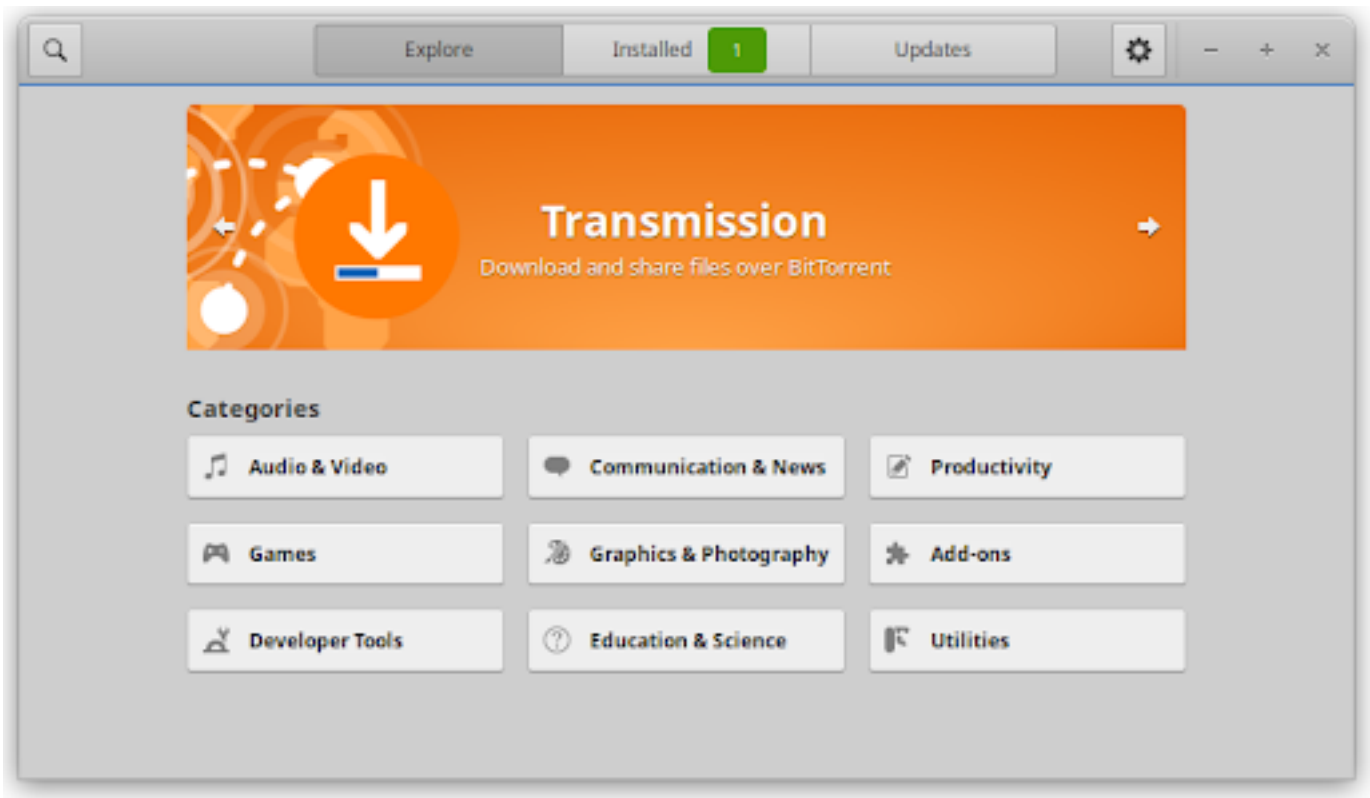 Explore Installed 1 Updates
Transmission
Download and share files over BitTorrent
Categories
Audio & Video Communication & News Productivity
Games Graphics & Photography Add-ons
Developer Tools Education & Science Utilities